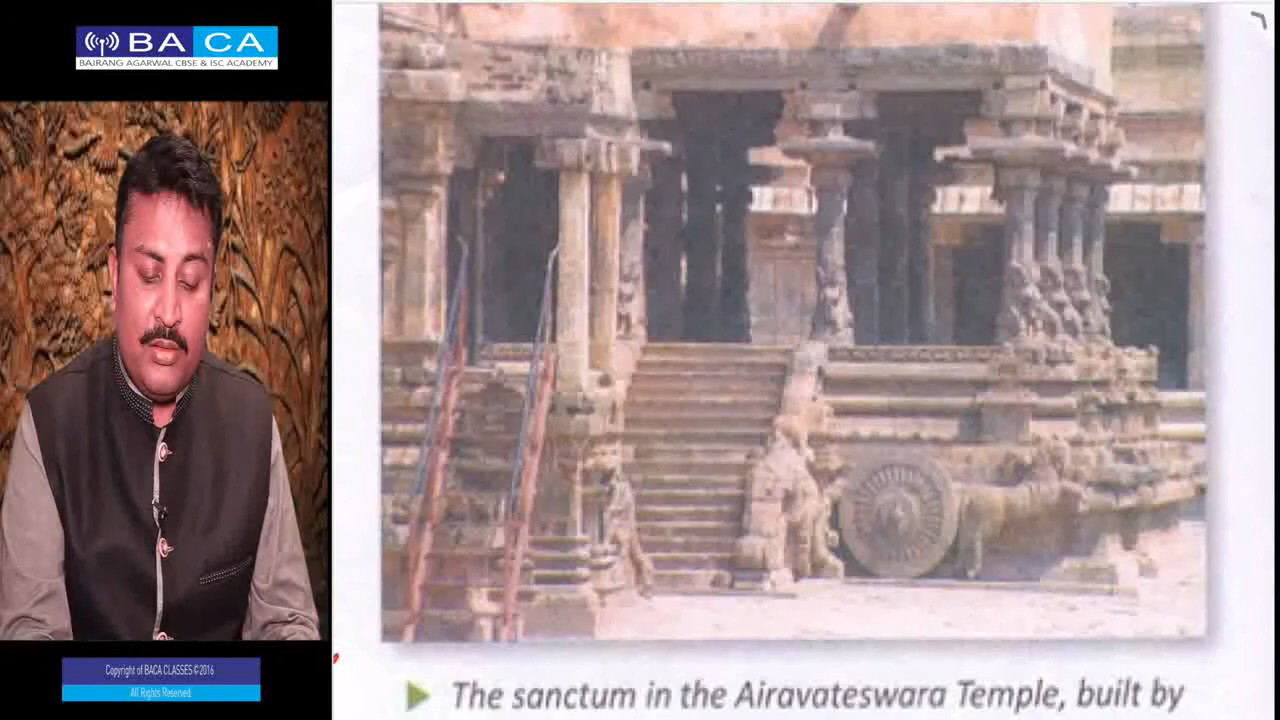 BACA
BAJRANG AGARWAL CBSE & ISC ACADEMY
Copyright of BACA CLASSES ©2016
All Rights Reserved.
The sanctum in the Airavateswara Temple, built by